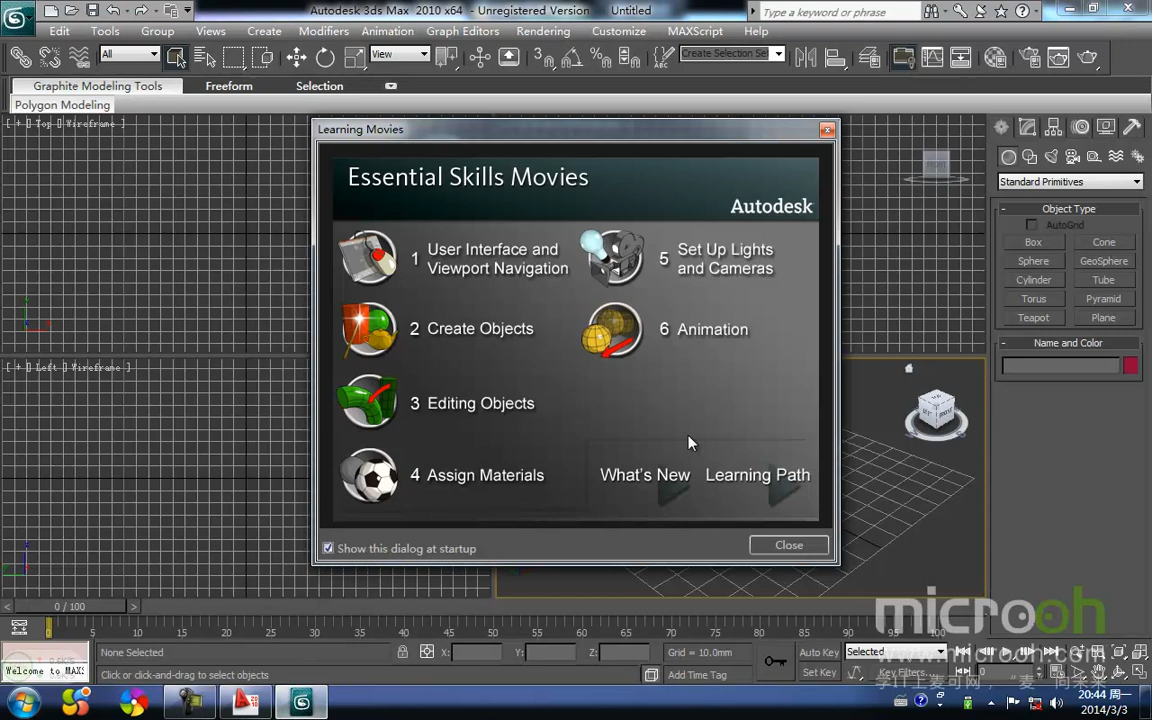 Autodesk 3ds Max 2010 x64 - Unregistered Version Untitled
Type a keyword or phrase
Edit Tools Group Views Create Modifiers Animation Graph Editors Rendering Customize MAXScript Help
All View Create Selection Se
Graphite Modeling Tools Freeform Selection
Polygon Modeling
[ + ] Top [] Wireframe ]
Learning Movies
Essential Skills Movies
Autodesk
1 User Interface and
Viewport Navigation
2 Create Objects
3 Editing Objects
4 Assign Materials
5 Set Up Lights
and Cameras
6 Animation
What's New Learning Path
Show this dialog at startup
Close
Standard Primitives
Object Type
AutoGrid
Box Cone
Sphere GeoSphere
Cylinder Tube
Torus Pyramid
Teapot Plane
Name and Color
[ + ] Left [] Wireframe ]
0 / 100
0 5 10 15 20 25 30 35 40 45 50 55 60 65 70 75 80 85 90 95 100
microoh
www.microoh.com
None Selected X: Y: Z: Grid = 10.0mm Auto Key Selected
Welcome to MAX
Click or click-and-drag to select objects Add Time Tag Set Key Key Filters... 0
20:44 周一
2014/3/3